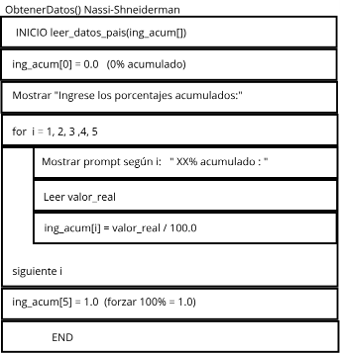 ObtenerDatos() Nassi-Shneiderman
INICIO leer_datos_pais(ing_acum[])
ing_acum[0] = 0.0 (0% acumulado)
Mostrar "Ingrese los porcentajes acumulados:"
for i = 1, 2, 3 ,4, 5
Mostrar prompt según i: " XX% acumulado : "
Leer valor_real
ing_acum[i] = valor_real / 100.0
siguiente i
ing_acum[5] = 1.0 (forzar 100% = 1.0)
END